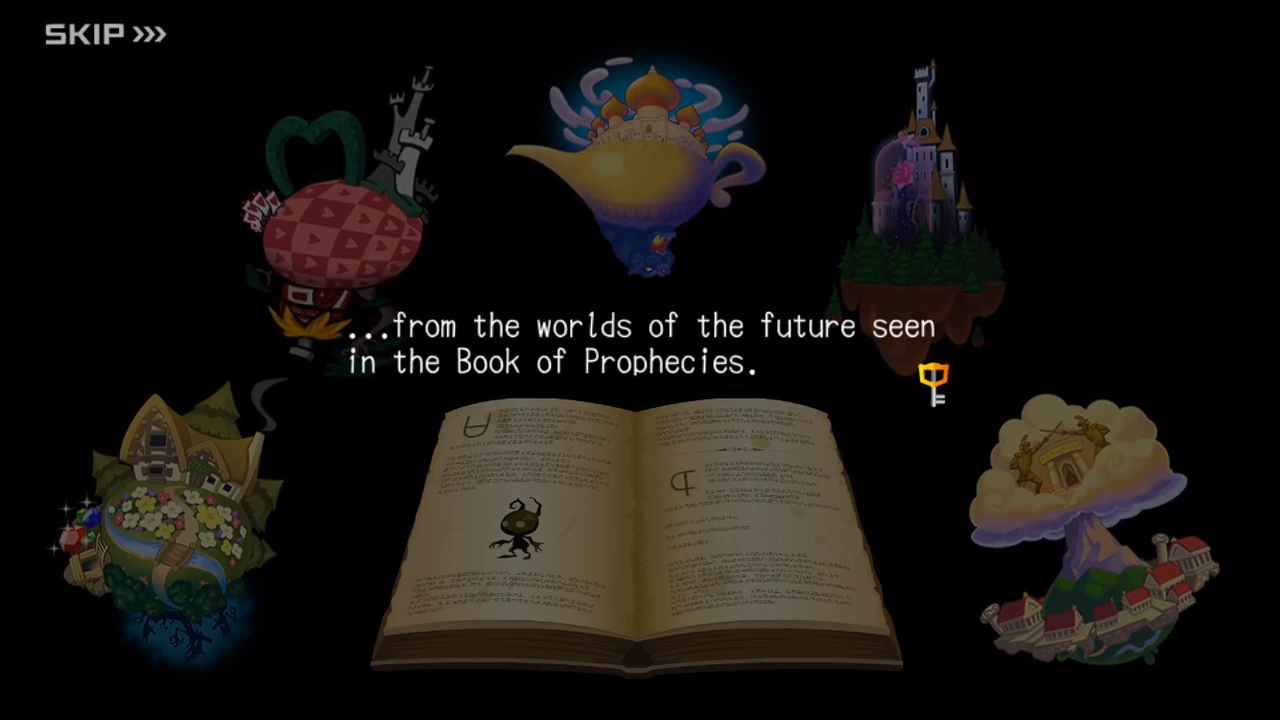 SKIP
...from the worlds of the future seen
in the Book of Prophecies.